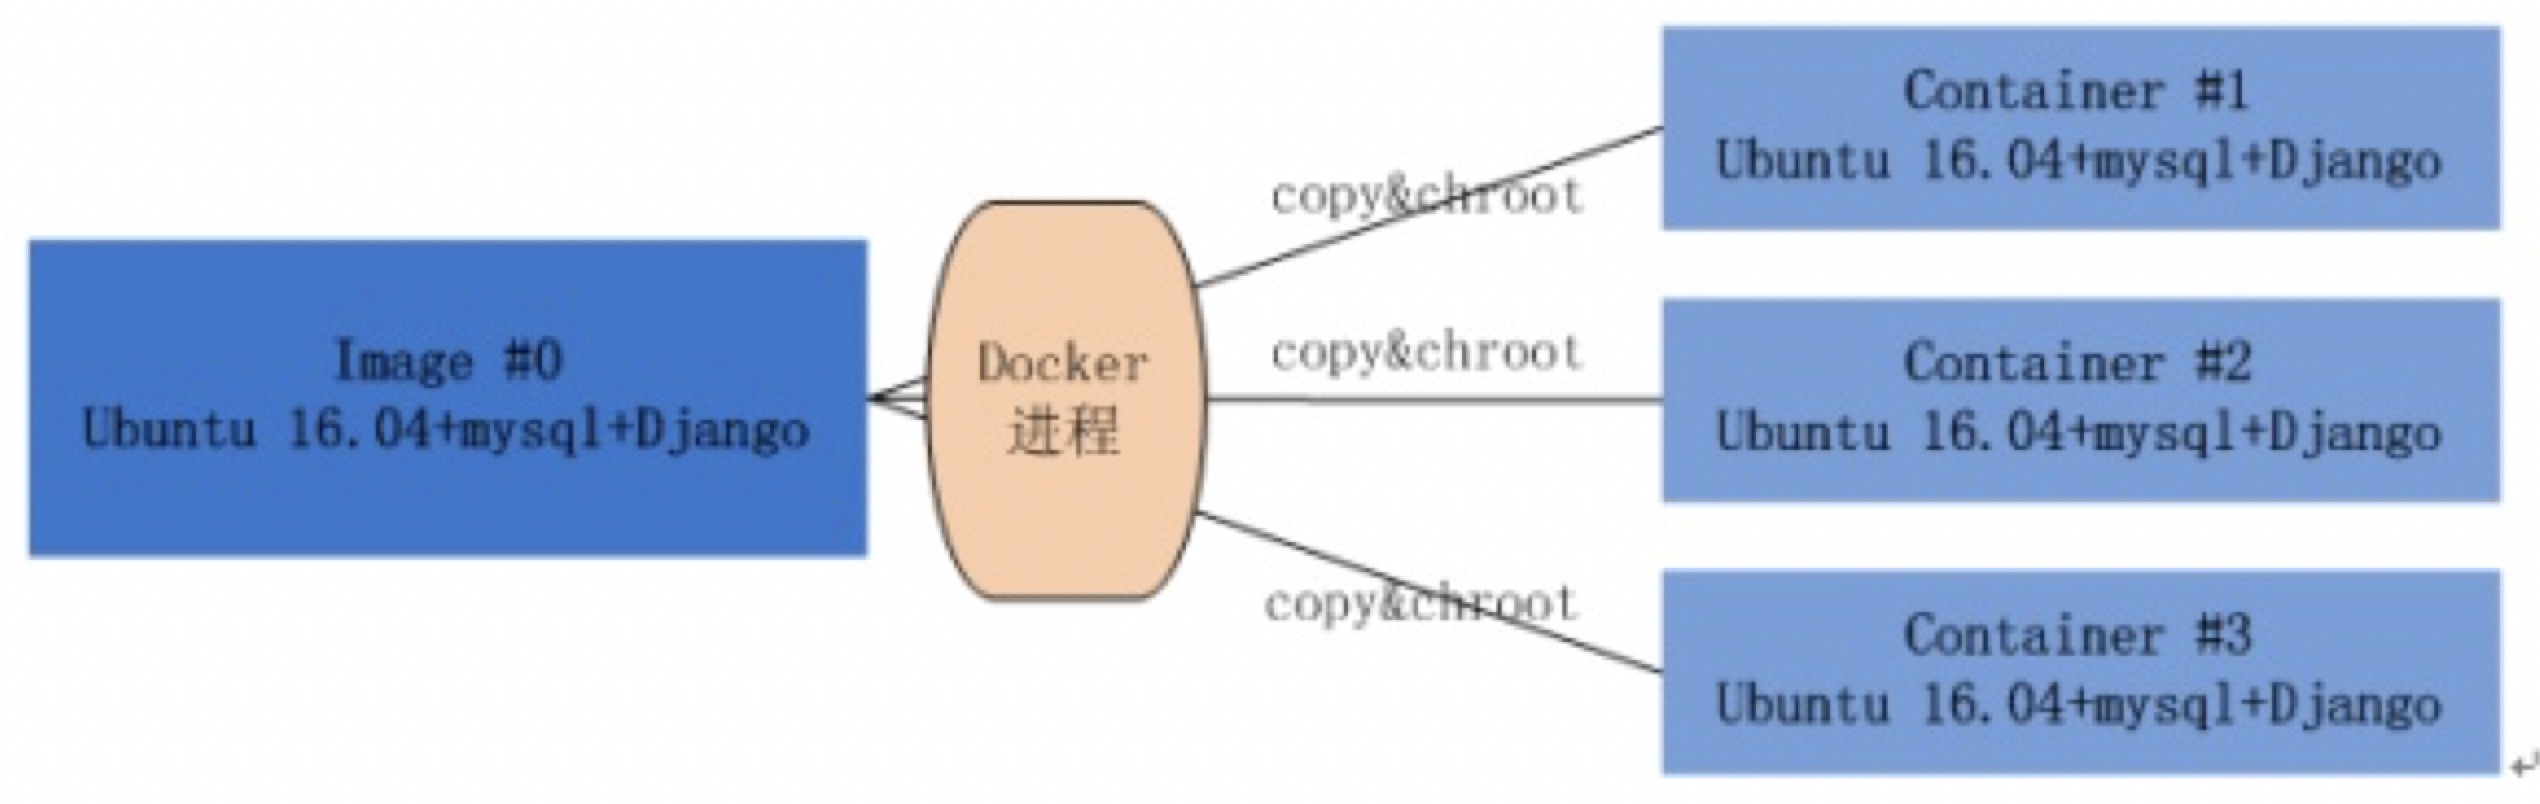 Image #0
Ubuntu 16.04+mysql+Django
Docker
进程
copy&chroot
copy&chroot
copy&chroot
Container #1
Ubuntu 16.04+mysql+Django
Container #2
Ubuntu 16.04+mysql+Django
Container #3
Ubuntu 16.04+mysql+Django